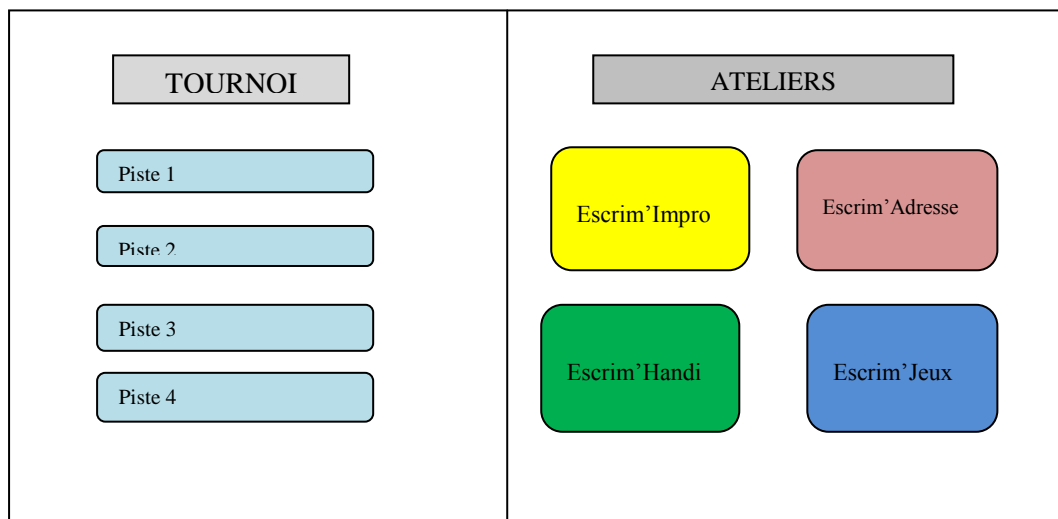 TOURNOI
Piste 1
Piste 2
Piste 3
Piste 4
ATELIERS
Escrim’Impro
Escrim’Adresse
Escrim’Handi
Escrim’Jeux